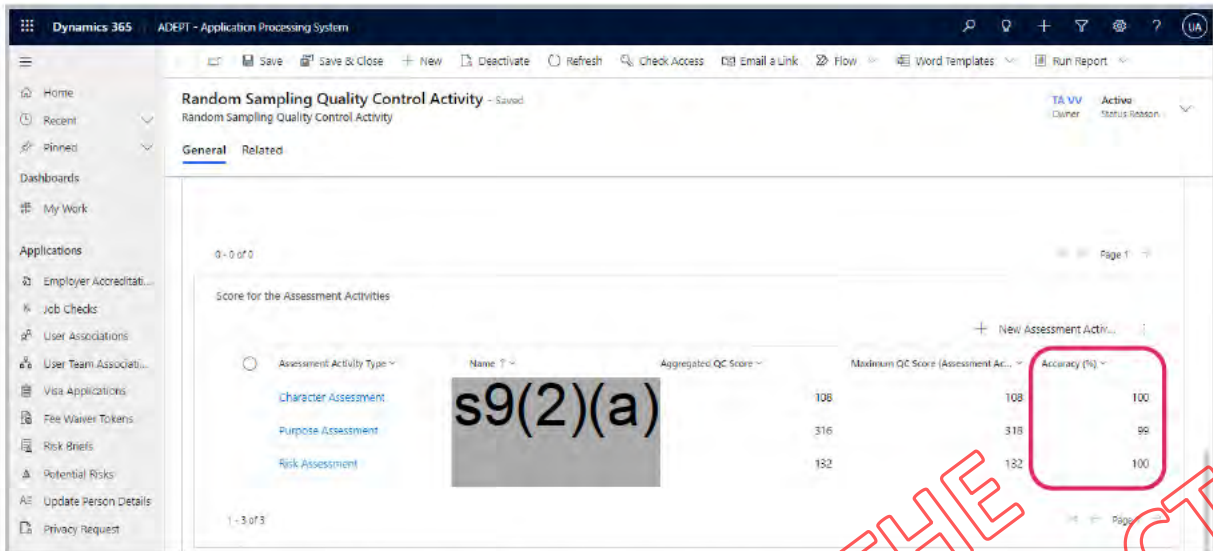 Dynamics 365 ADEPT - Application Processing System UA
Save Save & Close New Deactivate Refresh Check Access Email a Link Flow Word Templates Run Report
Home
Recent
Pinned
Dashboards
My Work
Applications
Employer Accreditati...
Job Checks
User Associations
User Team Associati...
Visa Applications
Fee Waiver Tokens
Risk Briefs
Potential Risks
Update Person Details
Privacy Request
Random Sampling Quality Control Activity - Saved
Random Sampling Quality Control Activity
TA VV Active
Owner Status Reason
General Related
0 - 0 of 0 Page 1
Score for the Assessment Activities
+ New Assessment Activ...
Assessment Activity Type Name Aggregated QC Score Maximum QC Score (Assessment Ac... Accuracy (%)
Character Assessment 108 108 100
Purpose Assessment 316 318 99
Risk Assessment 132 132 100
s9(2)(a)
1 - 3 of 3 Page
THE
CT